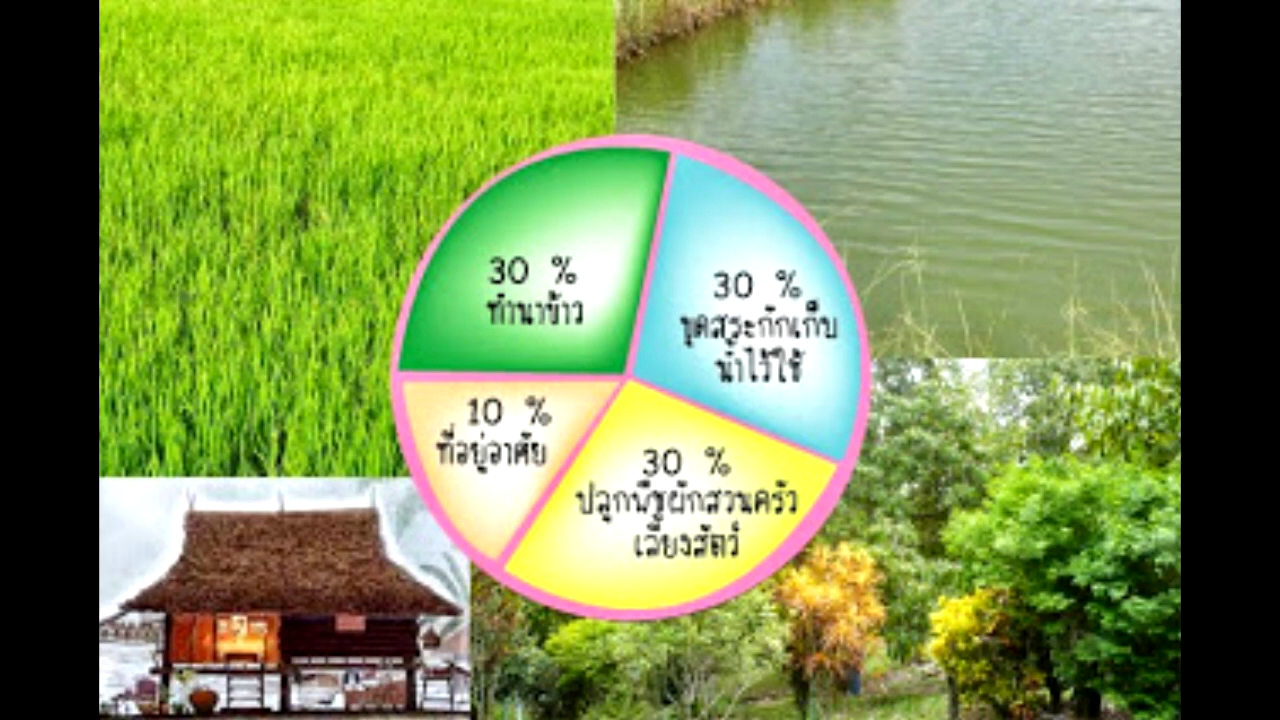 30 %
ทำนาข้าว
30 %
ขุดสระกักเก็บ
น้ำไว้ใช้
10 %
ที่อยู่อาศัย
30 %
ปลูกพืชผักสวนครัว
เลี้ยงสัตว์